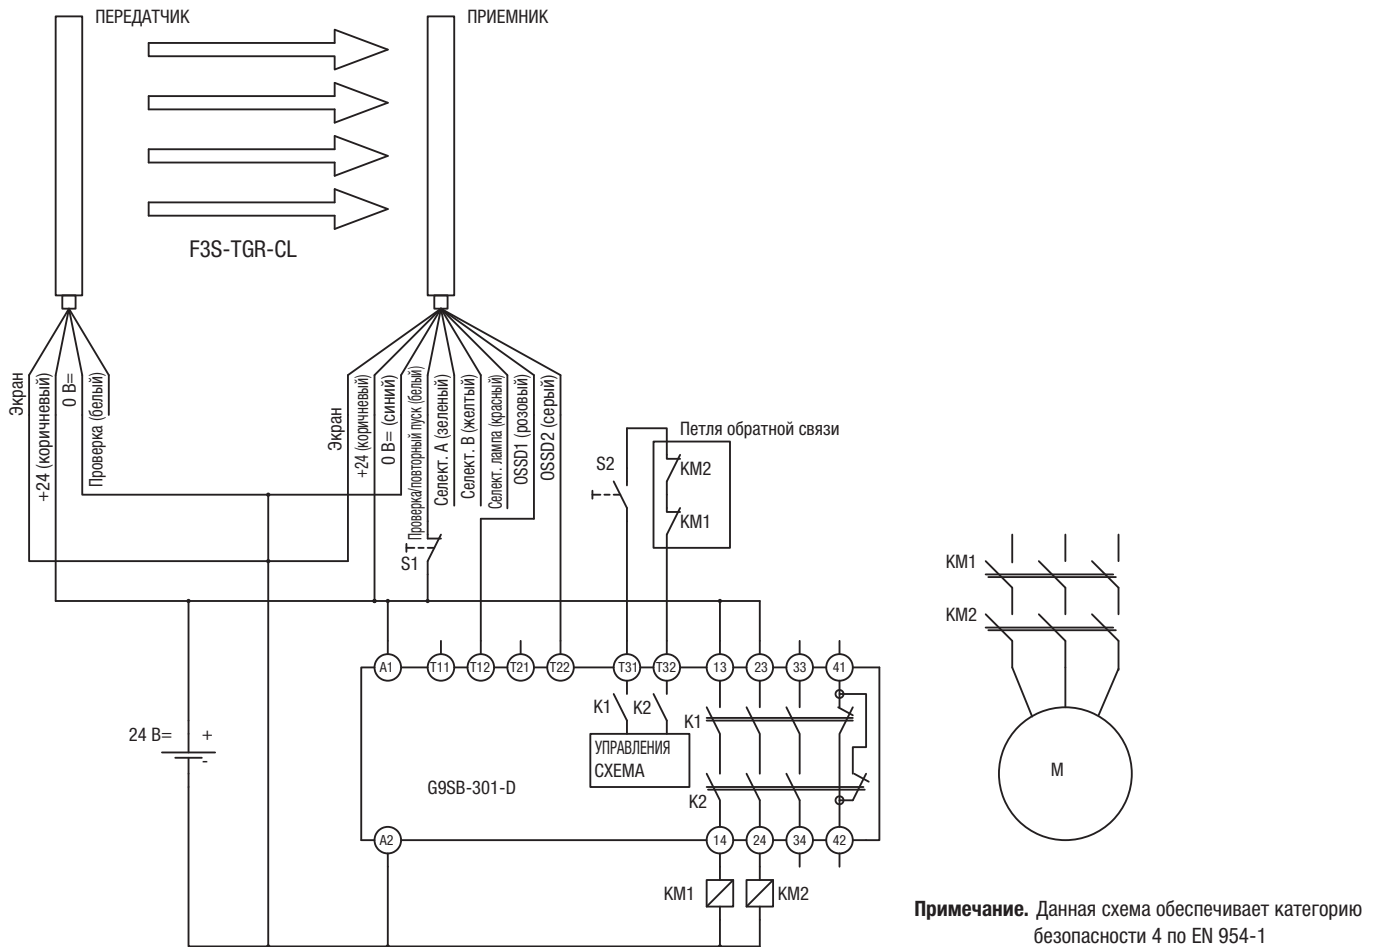 ПЕРЕДАТЧИК
ПРИЕМНИК
F3S-TGR-CL
Экран
+24 (коричневый)
0 В=
Проверка (белый)
Экран
+24 (коричневый)
0 В= (синий)
Проверка/повторный пуск (белый)
Селект. A (зеленый)
Селект. B (желтый)
Селект. лампа (красный)
OSSD1 (розовый)
OSSD2 (серый)
Петля обратной связи
S2
KM2
KM1
S1
KM1
KM2
M
A1
T11
T12
T21
T22
T31
T32
13
23
33
41
K1
K2
K1
УПРАВЛЕНИЯ
СХЕМА
K2
24 В=
+
-
G9SB-301-D
A2
14
24
34
42
KM1
KM2
Примечание. Данная схема обеспечивает категорию
безопасности 4 по EN 954-1